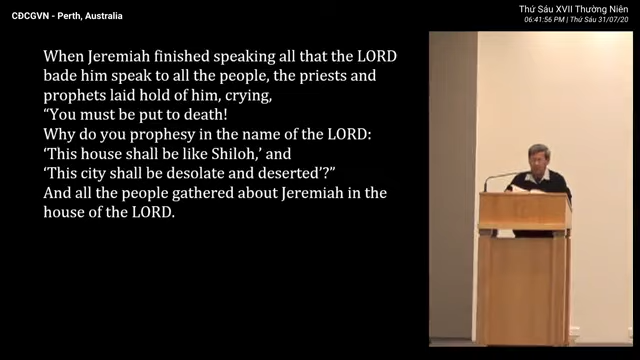 CĐCGVN - Perth, Australia
Thứ Sáu XVII Thường Niên
06:41:56 PM | Thứ Sáu 31/07/20
When Jeremiah finished speaking all that the LORD
bade him speak to all the people, the priests and
prophets laid hold of him, crying,
“You must be put to death!
Why do you prophesy in the name of the LORD:
‘This house shall be like Shiloh,’ and
‘This city shall be desolate and deserted’?”
And all the people gathered about Jeremiah in the
house of the LORD.